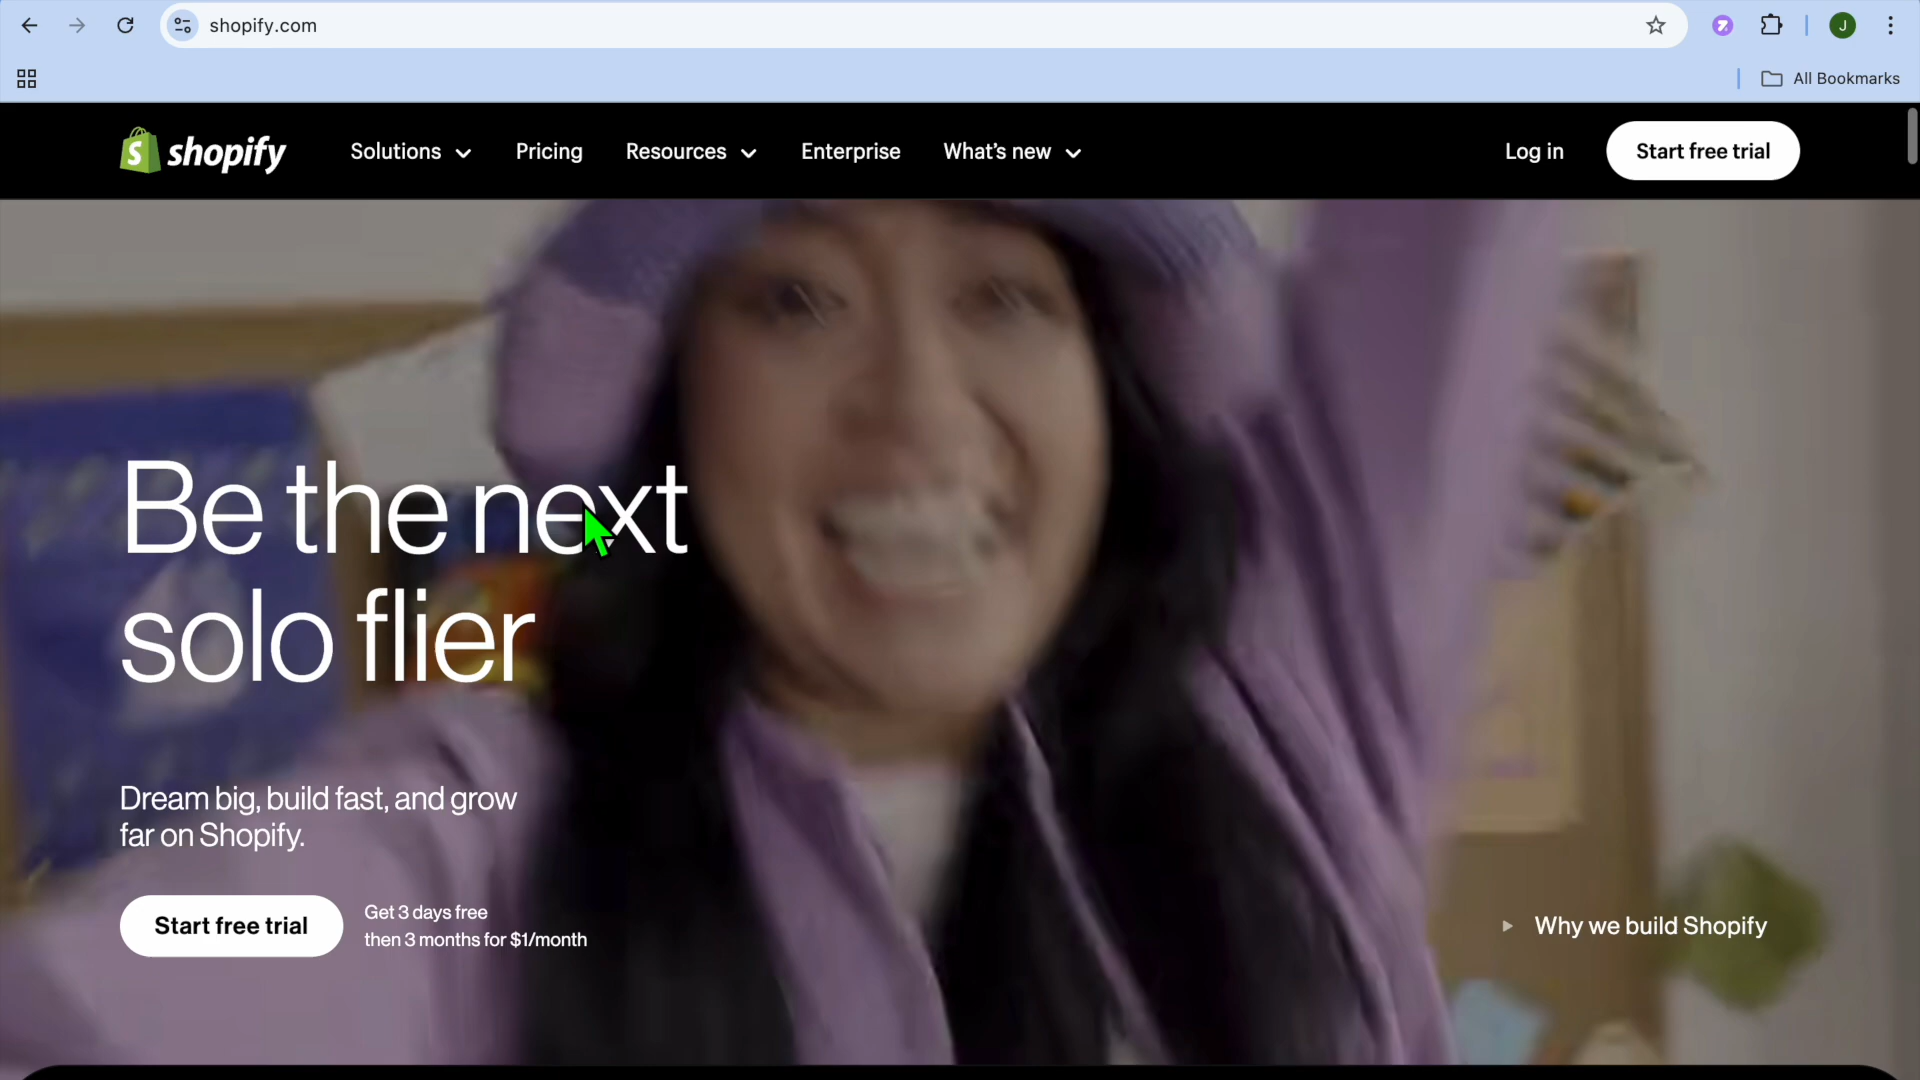 shopify.com
J
All Bookmarks
shopify
Solutions
Pricing
Resources
Enterprise
What's new
Log in
Start free trial
Be the next
solo flier
Dream big, build fast, and grow
far on Shopify.
Start free trial
Get 3 days free
then 3 months for $1/month
Why we build Shopify